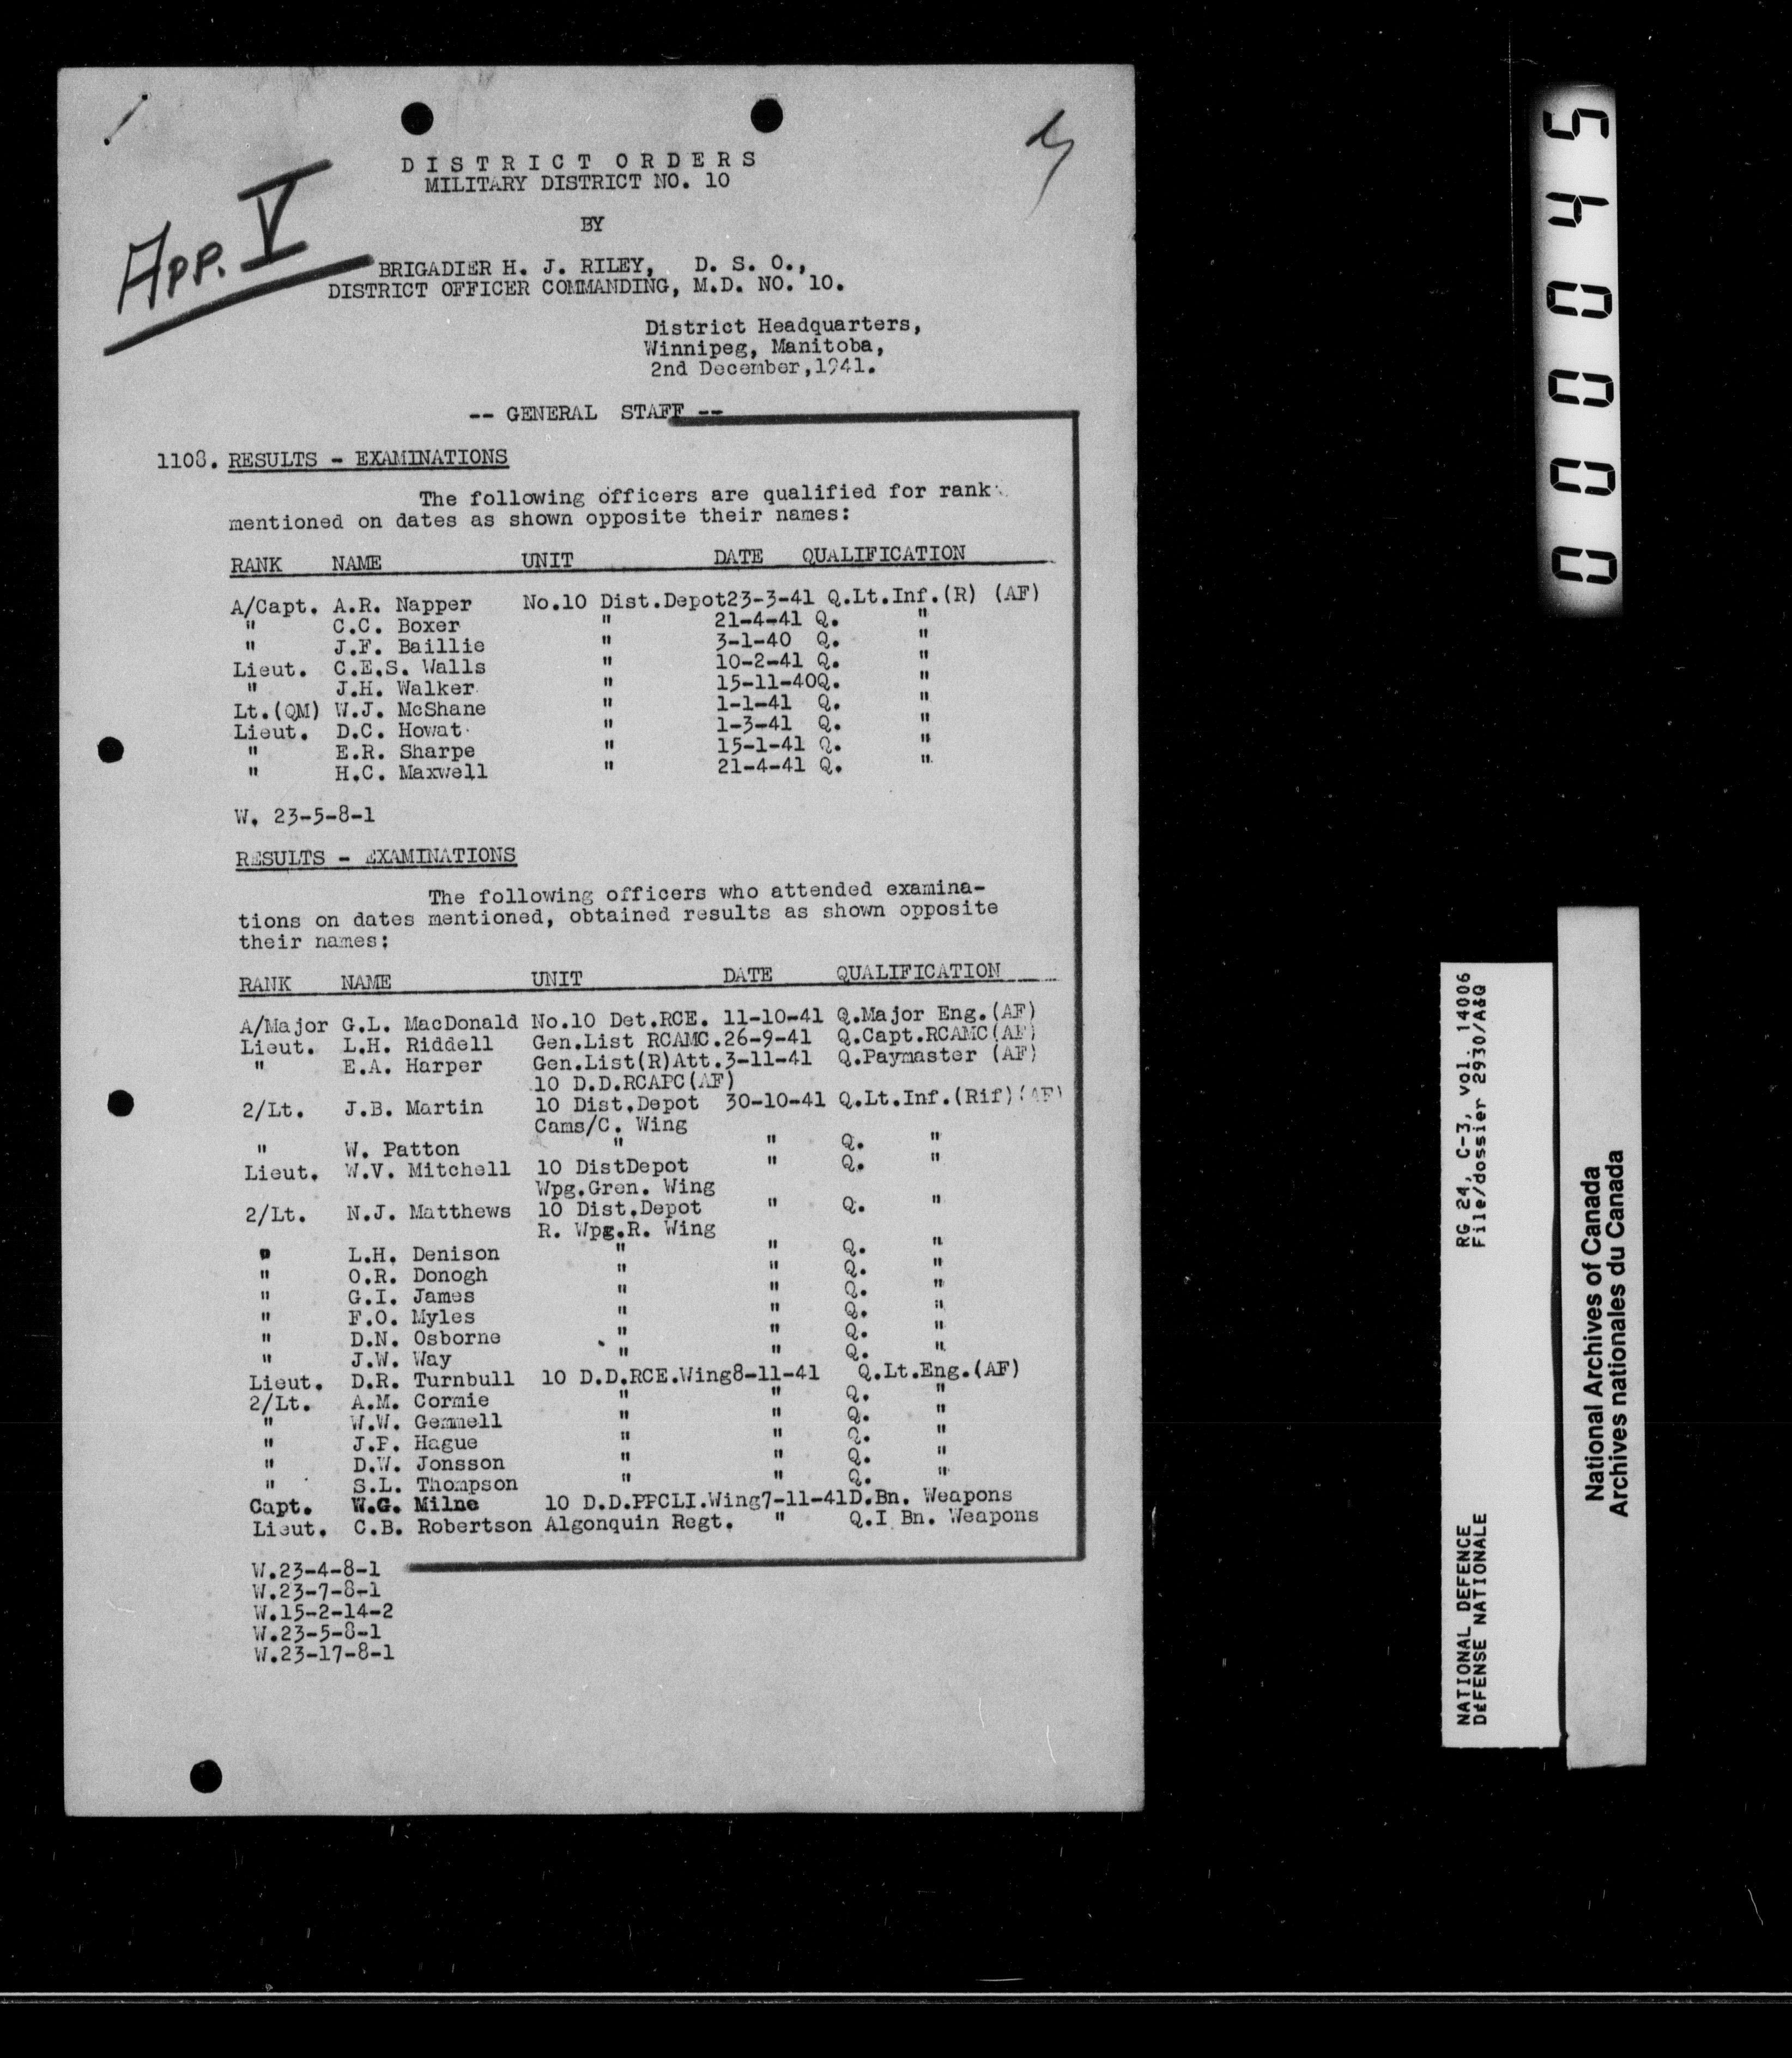 DISTRICT ORDERS
MILITARY DISTRICT NO. 10
BY
App. V
BRIGADIER H. J. RILEY, D. S. O.,
DISTRICT OFFICER COMMANDING, M.D. NO. 10.
District Headquarters,
Winnipeg, Manitoba,
2nd December,1941.
-- GENERAL STAFF --
1108. RESULTS - EXAMINATIONS
The following officers are qualified for rank
mentioned on dates as shown opposite their names:
RANK NAME UNIT DATE QUALIFICATION
A/Capt. A.R. Napper No.10 Dist.Depot23-3-41 Q.Lt.Inf.(R) (AF)
" C.C. Boxer " 21-4-41 Q. "
" J.F. Baillie " 3-1-40 Q. "
Lieut. C.E.S. Walls " 10-2-41 Q. "
" J.H. Walker " 15-11-40Q. "
Lt.(QM) W.J. McShane " 1-1-41 Q. "
Lieut. D.C. Howat " 1-3-41 Q. "
" E.R. Sharpe " 15-1-41 Q. "
" H.C. Maxwell " 21-4-41 Q. "
W. 23-5-8-1
RESULTS - EXAMINATIONS
The following officers who attended examina-
tions on dates mentioned, obtained results as shown opposite
their names:
RANK NAME UNIT DATE QUALIFICATION
A/Major G.L. MacDonald No.10 Det.RCE. 11-10-41 Q.Major Eng.(AF)
Lieut. L.H. Riddell Gen.List RCAMC.26-9-41 Q.Capt.RCAMC(AF)
" E.A. Harper Gen.List(R)Att.3-11-41 Q.Paymaster (AF)
10 D.D.RCAPC(AF)
2/Lt. J.B. Martin 10 Dist.Depot 30-10-41 Q.Lt.Inf.(Rif)(AF)
Cams/C. Wing
" W. Patton " " Q. "
Lieut. W.V. Mitchell 10 DistDepot " Q. "
Wpg.Gren. Wing
2/Lt. N.J. Matthews 10 Dist.Depot " Q. "
R. Wpg.R. Wing
" L.H. Denison " " Q. "
" O.R. Donogh " " Q. "
" G.I. James " " Q. "
" F.O. Myles " " Q. "
" D.N. Osborne " " Q. "
" J.W. Way " " Q. "
Lieut. D.R. Turnbull 10 D.D.RCE.Wing8-11-41 Q.Lt.Eng.(AF)
2/Lt. A.M. Cormie " " Q. "
" W.W. Gemmell " " Q. "
" J.F. Hague " " Q. "
" D.W. Jonsson " " Q. "
" S.L. Thompson " " Q. "
Capt. W.G. Milne 10 D.D.PPCLI.Wing7-11-41D.Bn. Weapons
Lieut. C.B. Robertson Algonquin Regt. " Q.I Bn. Weapons
W.23-4-8-1
W.23-7-8-1
W.15-2-14-2
W.23-5-8-1
W.23-17-8-1
000045
RG 24, C-3, vol. 14006
File/dossier 2930/A&Q
NATIONAL DEFENCE
DÉFENSE NATIONALE
National Archives of Canada
Archives nationales du Canada